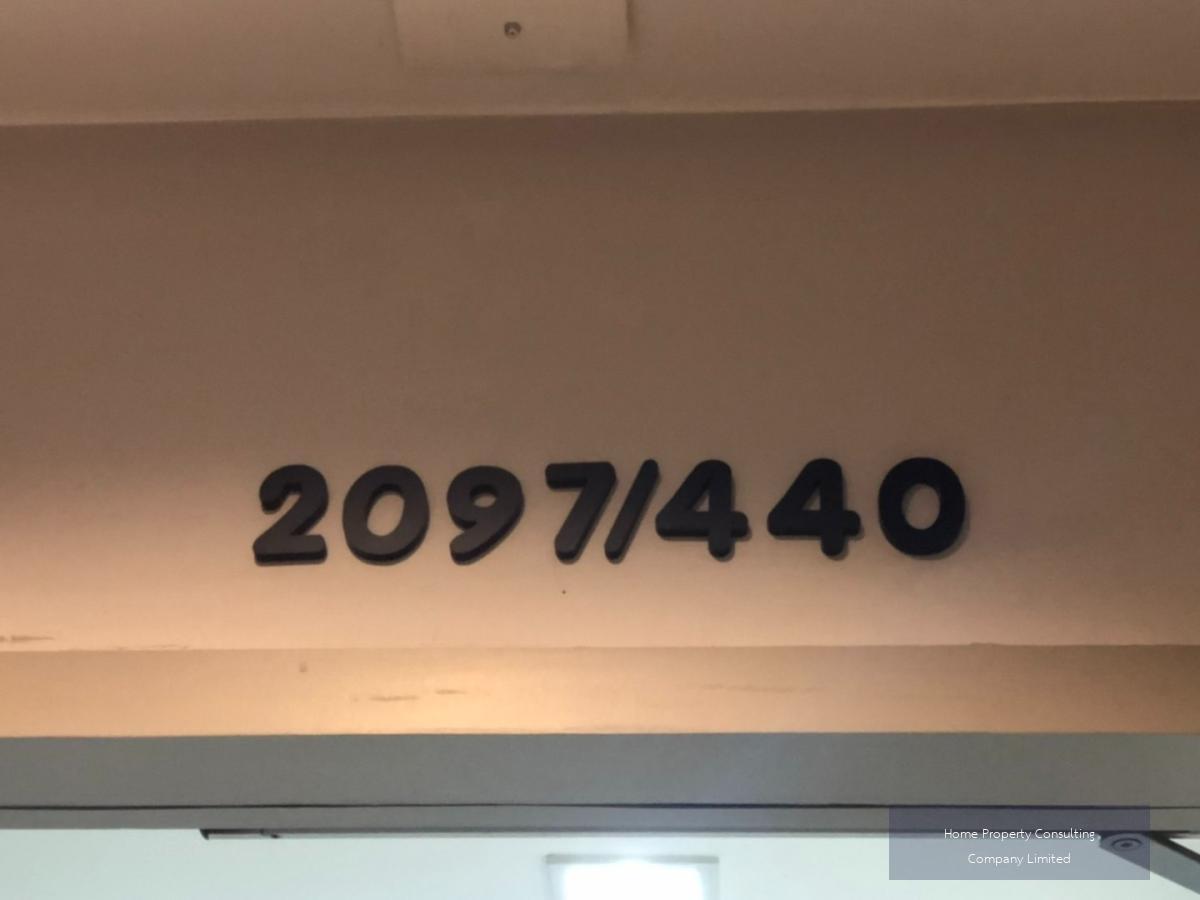 2097/440
Home Property Consulting
Company Limited